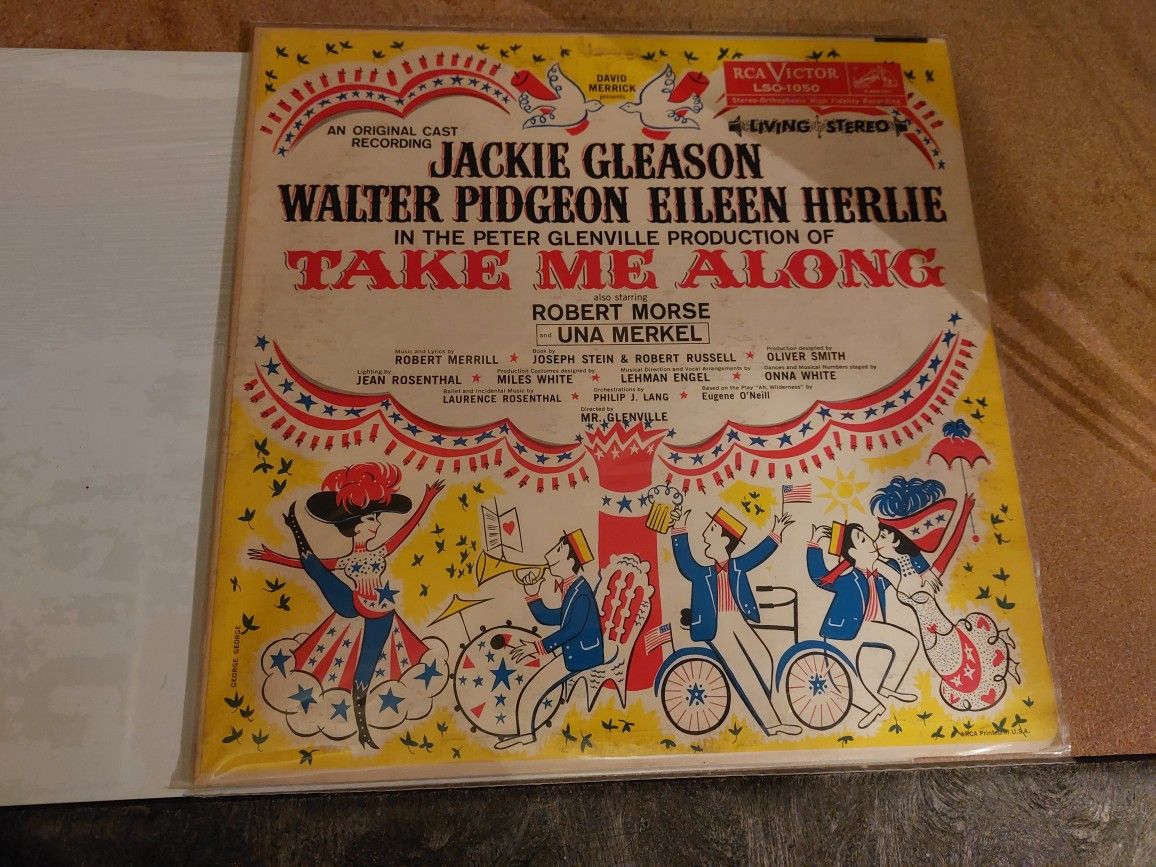 DAVID
MERRICK
presents
RCA VICTOR
LSO-1050
Stereo-Orthophonic High Fidelity Recording
LIVING STEREO
AN ORIGINAL CAST
RECORDING
JACKIE GLEASON
WALTER PIDGEON EILEEN HERLIE
IN THE PETER GLENVILLE PRODUCTION OF
TAKE ME ALONG
also starring
ROBERT MORSE
and UNA MERKEL
Music and Lyrics by
ROBERT MERRILL
Book by
JOSEPH STEIN & ROBERT RUSSELL
Production designed by
OLIVER SMITH
Lighting by
JEAN ROSENTHAL
Production Costumes designed by
MILES WHITE
Musical Direction and Vocal Arrangements by
LEHMAN ENGEL
Dances and Musical Numbers staged by
ONNA WHITE
Ballet and Incidental Music by
LAURENCE ROSENTHAL
Orchestrations by
PHILIP J. LANG
Based on the Play "Ah, Wilderness" by
Eugene O'Neill
Directed by
MR. GLENVILLE
GEORGE GEORGE
©RCA Printed in U.S.A.